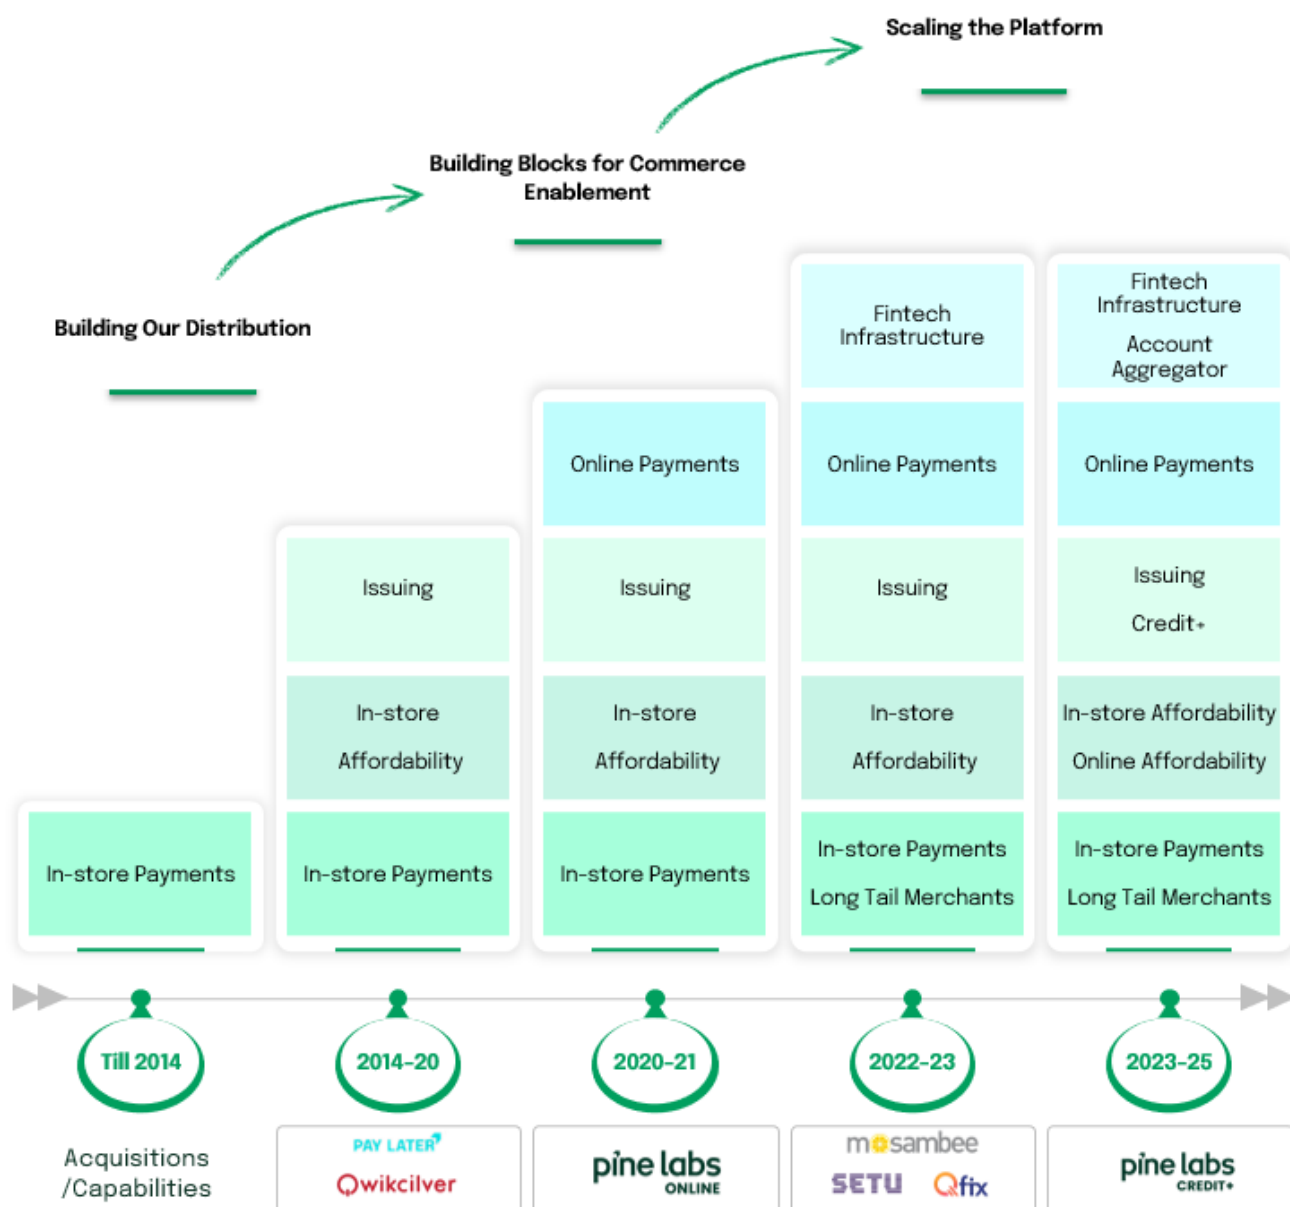 Scaling the Platform
Building Blocks for Commerce
Enablement
Building Our Distribution
Fintech
Infrastructure
Fintech
Infrastructure
Account
Aggregator
Online Payments
Online Payments
Online Payments
Issuing
Issuing
Issuing
Issuing
Credit+
In-store
Affordability
In-store
Affordability
In-store
Affordability
In-store Affordability
Online Affordability
In-store Payments
In-store Payments
In-store Payments
In-store Payments
Long Tail Merchants
In-store Payments
Long Tail Merchants
Till 2014
2014-20
2020-21
2022-23
2023-25
Acquisitions
/Capabilities
PAY LATER
Qwikcilver
pine labs
ONLINE
mosambee
SETU
Qfix
pine labs
CREDIT+